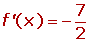 f'(x) = -7/2